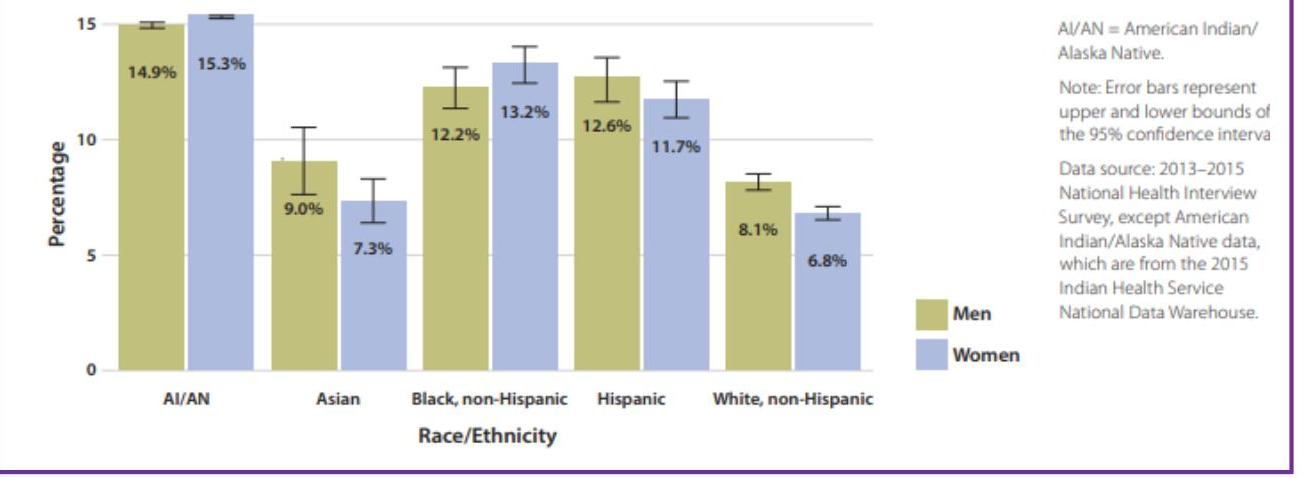 15
10
5
0
Percentage
14.9%
15.3%
9.0%
7.3%
12.2%
13.2%
12.6%
11.7%
8.1%
6.8%
AI/AN
Asian
Black, non-Hispanic
Hispanic
White, non-Hispanic
Race/Ethnicity
Men
Women
AI/AN = American Indian/
Alaska Native.
Note: Error bars represent
upper and lower bounds of
the 95% confidence interva
Data source: 2013–2015
National Health Interview
Survey, except American
Indian/Alaska Native data,
which are from the 2015
Indian Health Service
National Data Warehouse.